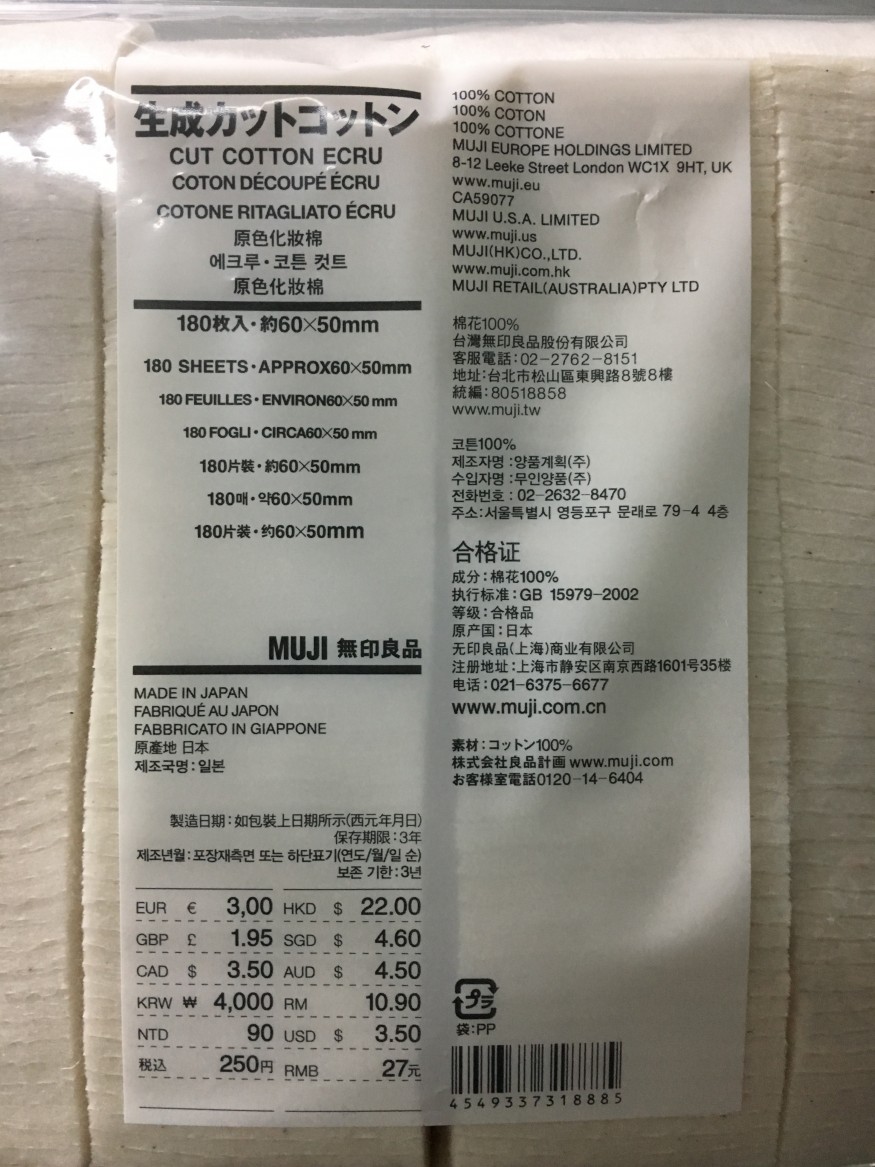 生成カットコットン
CUT COTTON ECRU
COTON DÉCOUPÉ ÉCRU
COTONE RITAGLIATO ÉCRU
原色化妝棉
에크루・코튼 컷트
原色化妝棉
180枚入・約60×50mm
180 SHEETS・APPROX60×50mm
180 FEUILLES・ENVIRON60×50 mm
180 FOGLI・CIRCA60×50 mm
180片裝・約60×50mm
180매・약60×50mm
180片装・约60×50mm
MUJI 無印良品
MADE IN JAPAN
FABRIQUÉ AU JAPON
FABBRICATO IN GIAPPONE
原產地 日本
제조국명:일본
製造日期:如包裝上日期所示(西元年月日)
保存期限:3年
제조년월:포장재측면 또는 하단표기(연도/월/일 순)
보존 기한:3년
EUR € 3,00 HKD $ 22.00
GBP £ 1.95 SGD $ 4.60
CAD $ 3.50 AUD $ 4.50
KRW ₩ 4,000 RM 10.90
NTD 90 USD $ 3.50
税込 250円 RMB 27元
100% COTTON
100% COTON
100% COTTONE
MUJI EUROPE HOLDINGS LIMITED
8-12 Leeke Street London WC1X 9HT, UK
www.muji.eu
CA59077
MUJI U.S.A. LIMITED
www.muji.us
MUJI(HK)CO.,LTD.
www.muji.com.hk
MUJI RETAIL(AUSTRALIA)PTY LTD
棉花100%
台灣無印良品股份有限公司
客服電話:02-2762-8151
地址:台北市松山區東興路8號8樓
統編:80518858
www.muji.tw
코튼100%
제조자명:양품계획(주)
수입자명:무인양품(주)
전화번호:02-2632-8470
주소:서울특별시 영등포구 문래로 79-4 4층
合格证
成分:棉花100%
执行标准:GB 15979-2002
等级:合格品
原产国:日本
无印良品(上海)商业有限公司
注册地址:上海市静安区南京西路1601号35楼
电话:021-6375-6677
www.muji.com.cn
素材:コットン100%
株式会社良品計画 www.muji.com
お客様室電話0120-14-6404
プラ
袋:PP
4549337318885